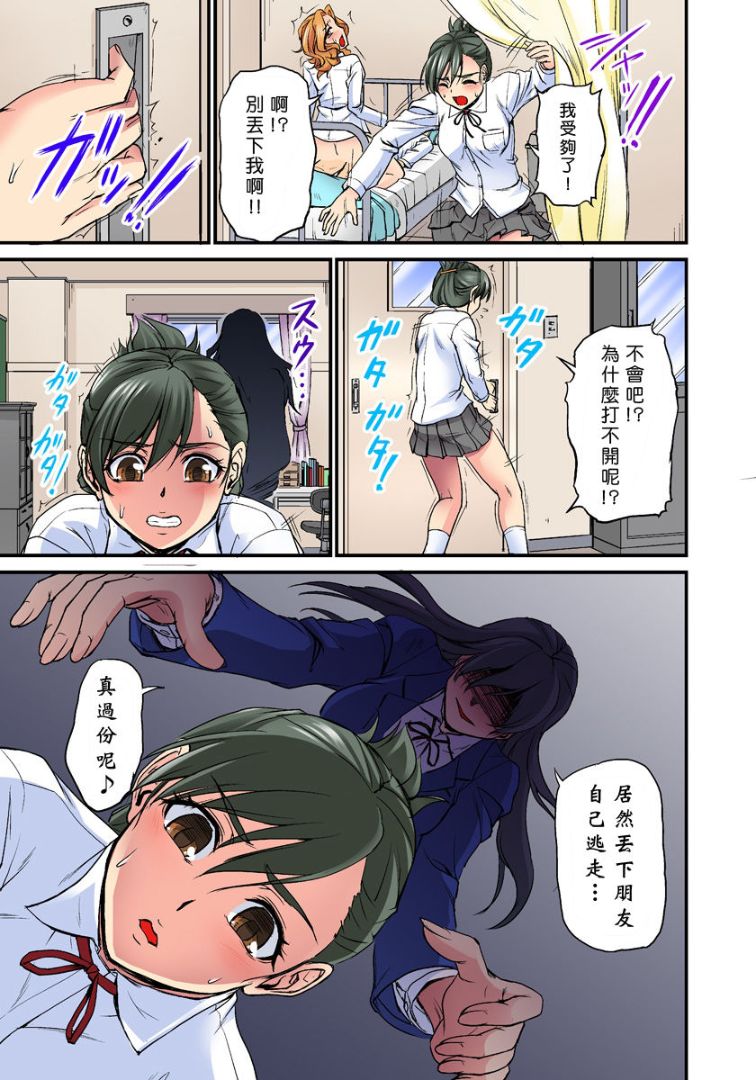 我受夠了！
啊!?
別丟下我啊!!
シャッ!!
ガッ!!
不會吧!?
為什麼打不開呢!?
ガタ
ガタ
ガタ!
スゥ…
ガタ
ガタ!
居然丟下朋友
自己逃走…
真過份呢♪